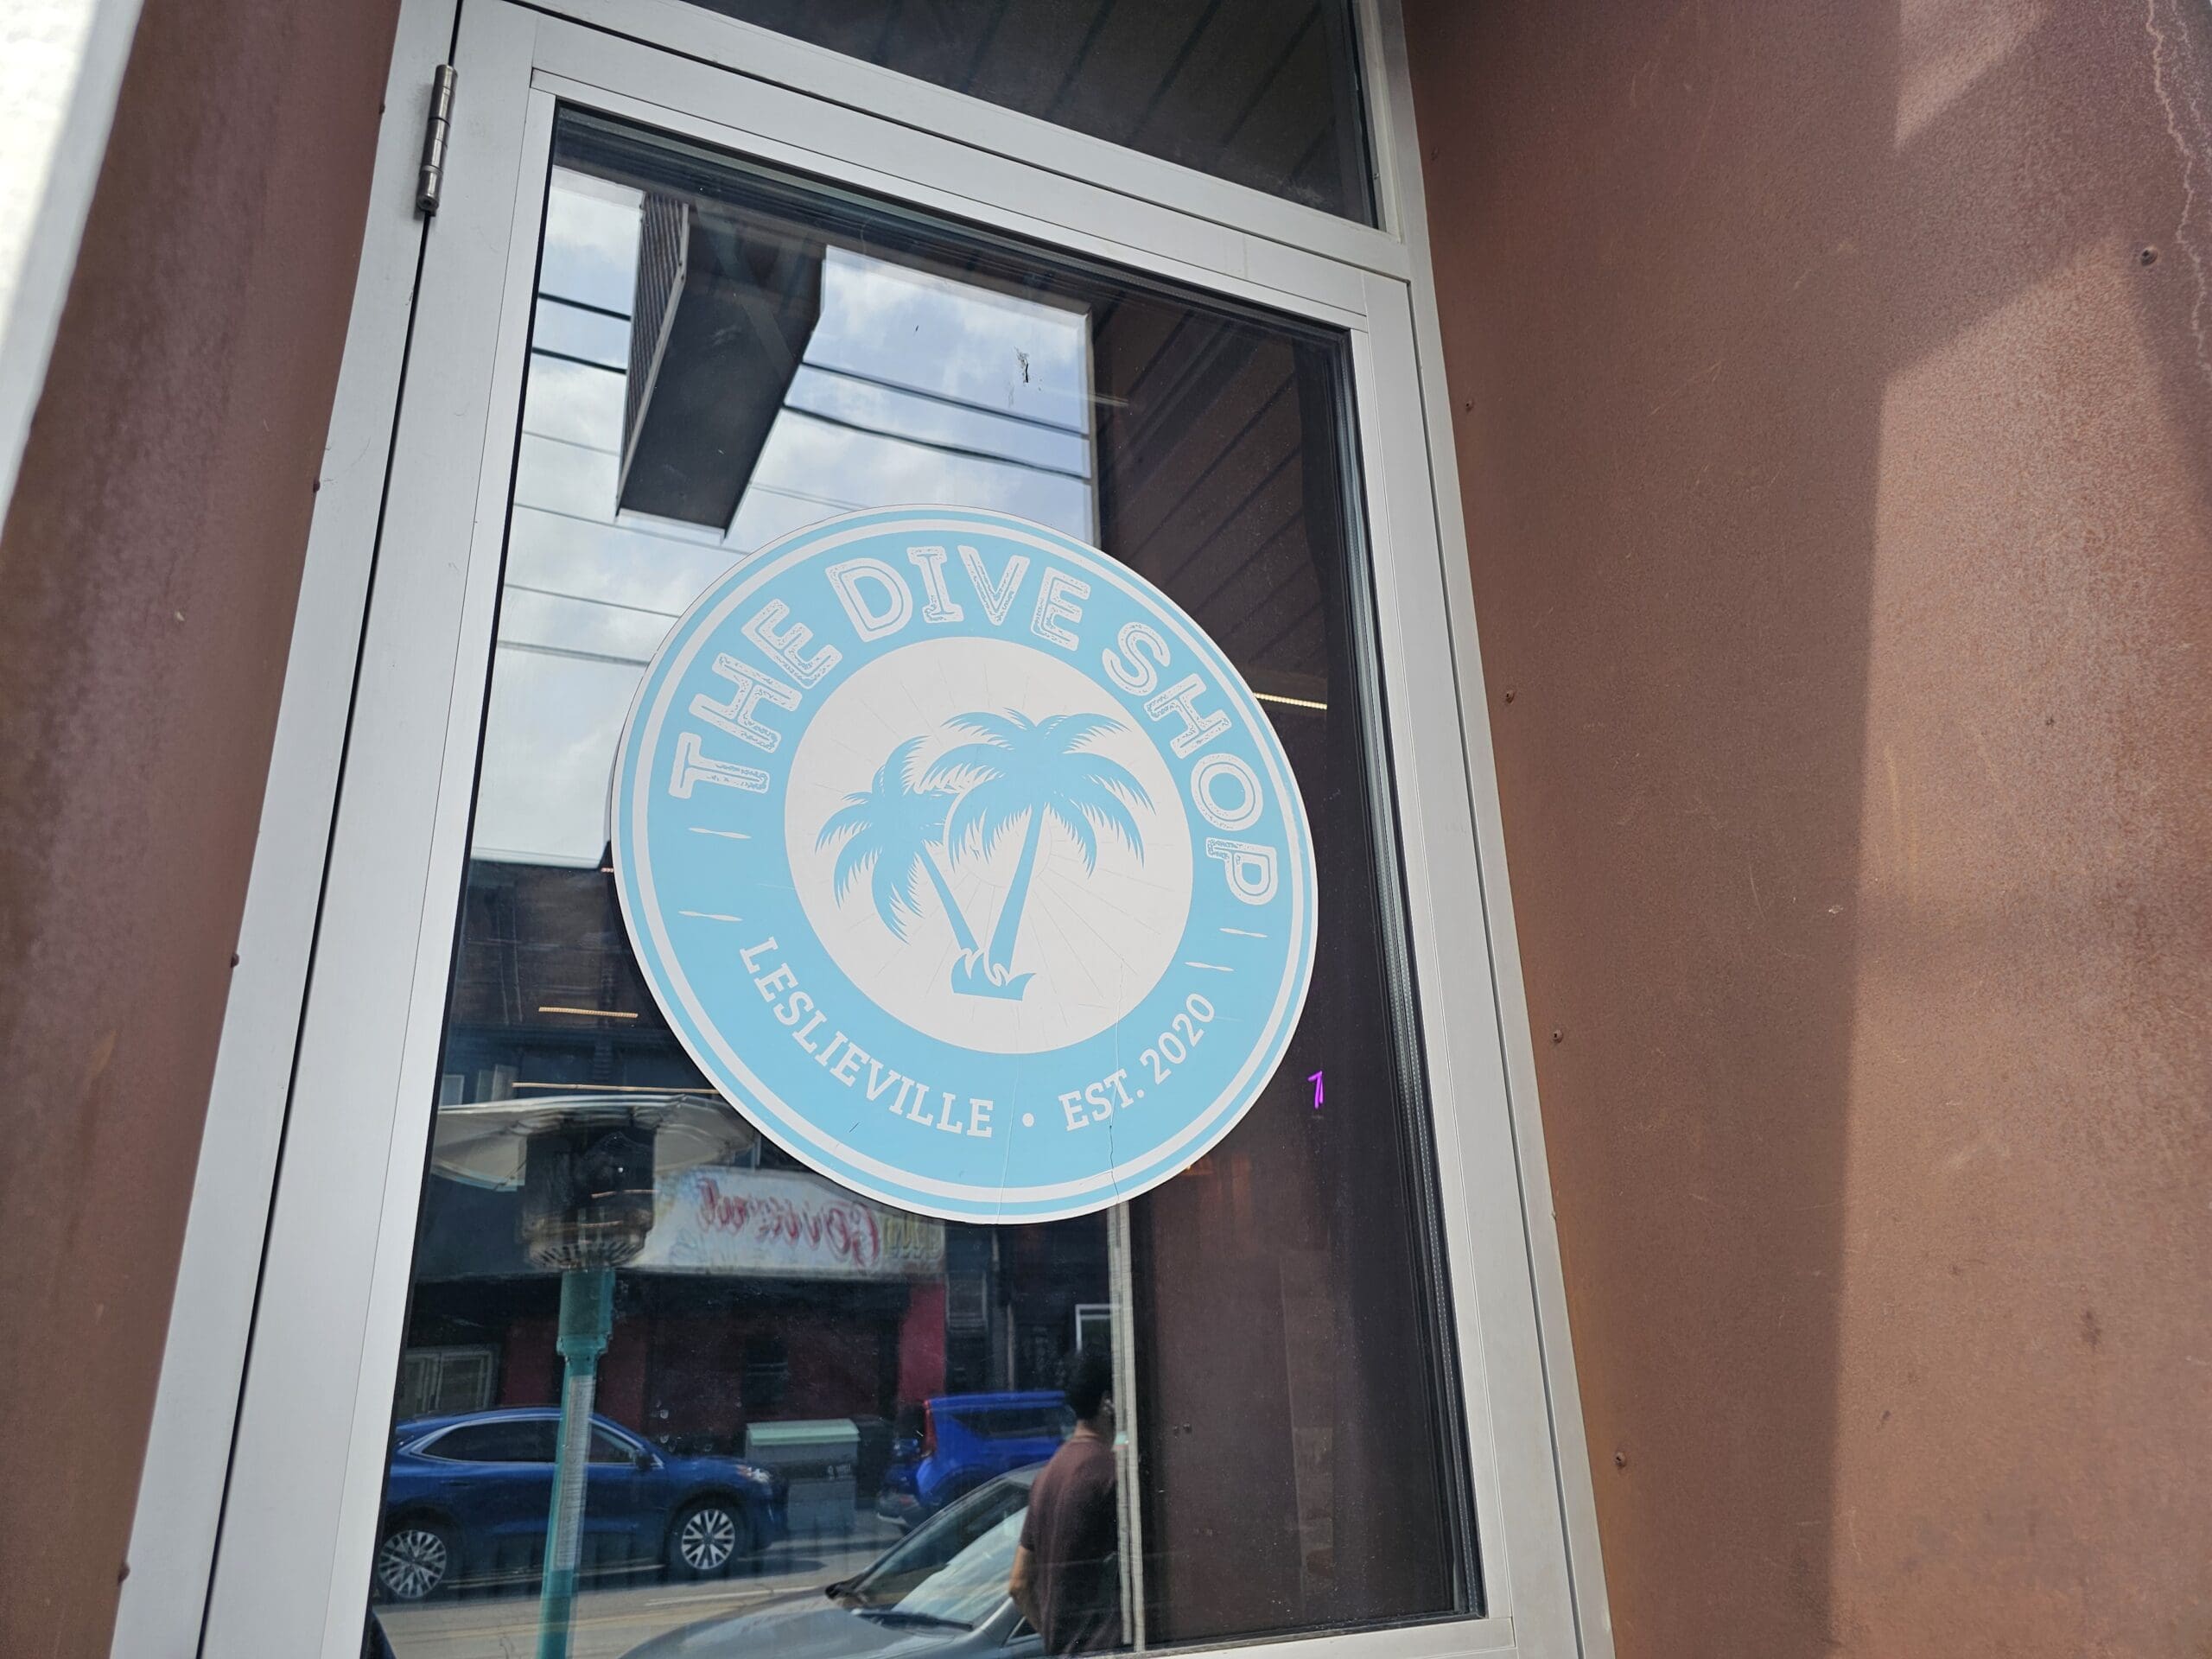 THE DIVE SHOP
LESLIEVILLE • EST. 2020